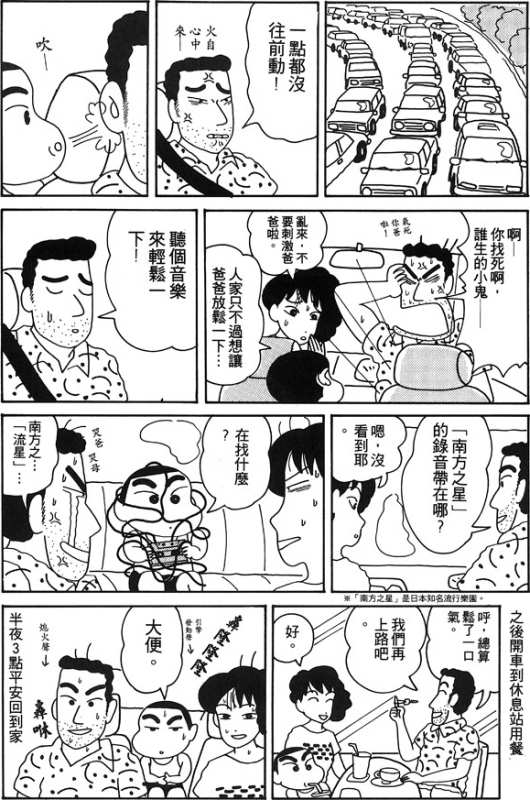 一點都沒
往前動！
火自
心中
來
吹
啊
你找死啊，
誰生的小鬼
氣死
你爸
啦！
亂來，不
要刺激爸
爸啦。
人家只不過想讓
爸爸放鬆一下…
聽個音樂
來輕鬆一
下！
「南方之星」
的錄音帶在哪？
嗯，沒
看到耶
。
※「南方之星」是日本知名流行樂團。
在找什麼
？
哭爸
哭母
南方之…
「流星」…
之後開車到休息站用餐
呼，總算
鬆了一口
氣。
我們再
上路吧
。
好。
轟隆隆隆
引擎
發動聲
大便。
熄火聲
轟咻
半夜3點平安回到家